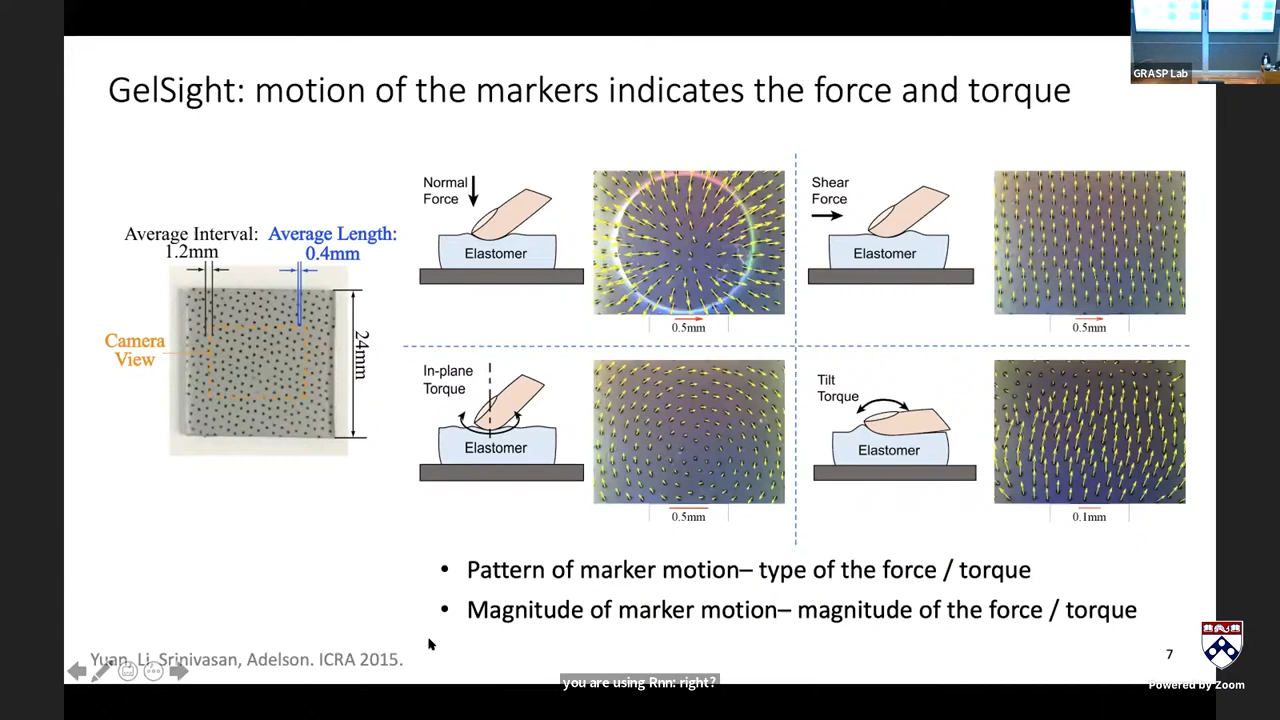 GRASP Lab
GelSight: motion of the markers indicates the force and torque
Average Interval:
1.2mm
Average Length:
0.4mm
Camera
View
24mm
Normal
Force
Elastomer
0.5mm
Shear
Force
Elastomer
0.5mm
In-plane
Torque
Elastomer
0.5mm
Tilt
Torque
Elastomer
0.1mm
• Pattern of marker motion– type of the force / torque
• Magnitude of marker motion– magnitude of the force / torque
Yuan, Li, Srinivasan, Adelson. ICRA 2015.
7
you are using Rnn: right?
Powered by Zoom